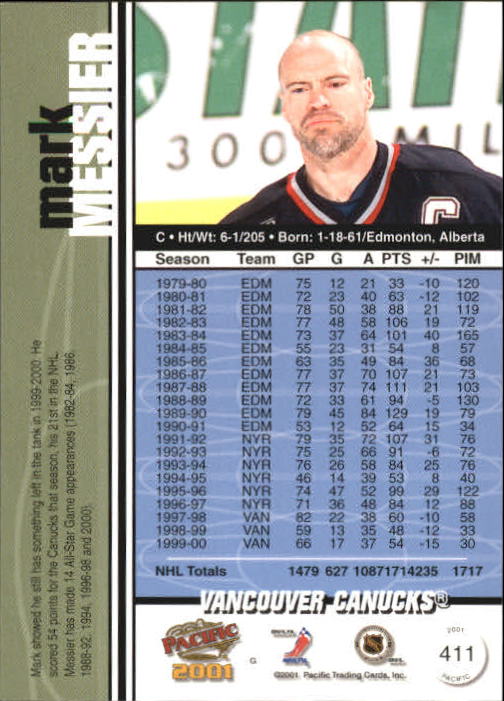 mark
MESSIER
300 MIL
C
C • Ht/Wt: 6-1/205 • Born: 1-18-61/Edmonton, Alberta
Season Team GP G A PTS +/- PIM
1979-80 EDM 75 12 21 33 -10 120
1980-81 EDM 72 23 40 63 -12 102
1981-82 EDM 78 50 38 88 21 119
1982-83 EDM 77 48 58 106 19 72
1983-84 EDM 73 37 64 101 40 165
1984-85 EDM 55 23 31 54 8 57
1985-86 EDM 63 35 49 84 36 68
1986-87 EDM 77 37 70 107 21 73
1987-88 EDM 77 37 74 111 21 103
1988-89 EDM 72 33 61 94 -5 130
1989-90 EDM 79 45 84 129 19 79
1990-91 EDM 53 12 52 64 15 34
1991-92 NYR 79 35 72 107 31 76
1992-93 NYR 75 25 66 91 -6 72
1993-94 NYR 76 26 58 84 25 76
1994-95 NYR 46 14 39 53 8 40
1995-96 NYR 74 47 52 99 29 122
1996-97 NYR 71 36 48 84 12 88
1997-98 VAN 82 22 38 60 -10 58
1998-99 VAN 59 13 35 48 -12 33
1999-00 VAN 66 17 37 54 -15 30
NHL Totals 1479 627 10871714235 1717
Mark showed he still has something left in the tank in 1999-2000. He
scored 54 points for the Canucks that season, his 21st in the NHL.
Messier has made 14 All-Star Game appearances (1982-84, 1986,
1988-92, 1994, 1996-98 and 2000).
VANCOUVER CANUCKS®
PACIFIC
2001
G
NHLPA
NHL
©2001 Pacific Trading Cards, Inc.
2001
411
PACIFIC